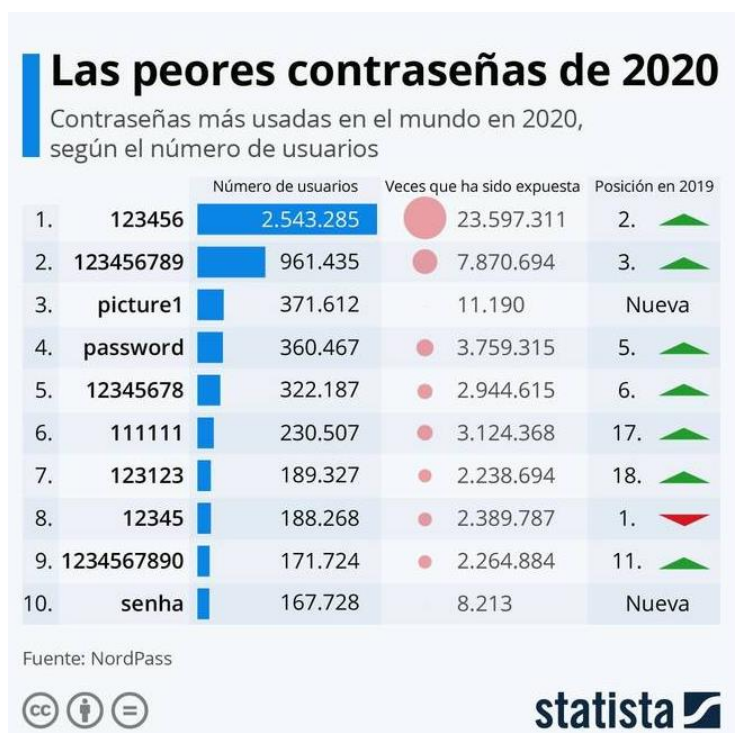 Las peores contraseñas de 2020
Contraseñas más usadas en el mundo en 2020,
según el número de usuarios
Número de usuarios Veces que ha sido expuesta Posición en 2019
1. 123456 2.543.285 23.597.311 2.
2. 123456789 961.435 7.870.694 3.
3. picture1 371.612 11.190 Nueva
4. password 360.467 3.759.315 5.
5. 12345678 322.187 2.944.615 6.
6. 111111 230.507 3.124.368 17.
7. 123123 189.327 2.238.694 18.
8. 12345 188.268 2.389.787 1.
9. 1234567890 171.724 2.264.884 11.
10. senha 167.728 8.213 Nueva
Fuente: NordPass
cc
statista